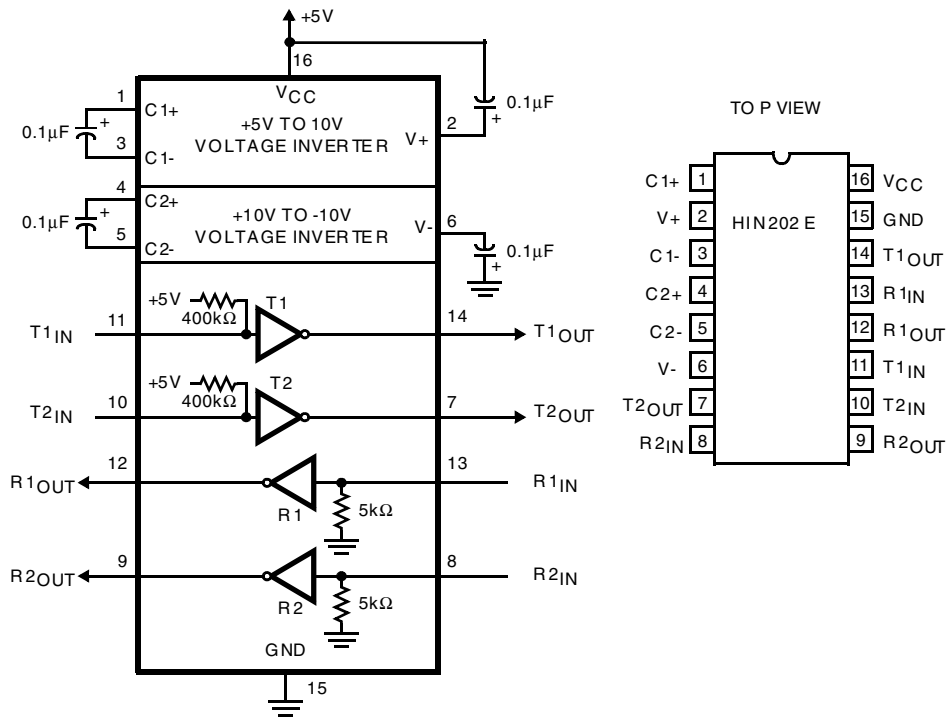 +5V
16
VCC
1
C1+
0.1µF
+
3
C1-
+5V TO 10V
VOLTAGE INVERTER
V+
2
0.1µF
+
4
C2+
0.1µF
+
5
C2-
+10V TO -10V
VOLTAGE INVERTER
V-
6
0.1µF
+
T1IN
11
+5V
400kΩ
T1
14
T1OUT
T2IN
10
+5V
400kΩ
T2
7
T2OUT
R1OUT
12
R1
5kΩ
13
R1IN
R2OUT
9
R2
5kΩ
8
R2IN
GND
15
TO P VIEW
HIN202 E
C1+ 1
V+ 2
C1- 3
C2+ 4
C2- 5
V- 6
T2OUT 7
R2IN 8
16 VCC
15 GND
14 T1OUT
13 R1IN
12 R1OUT
11 T1IN
10 T2IN
9 R2OUT